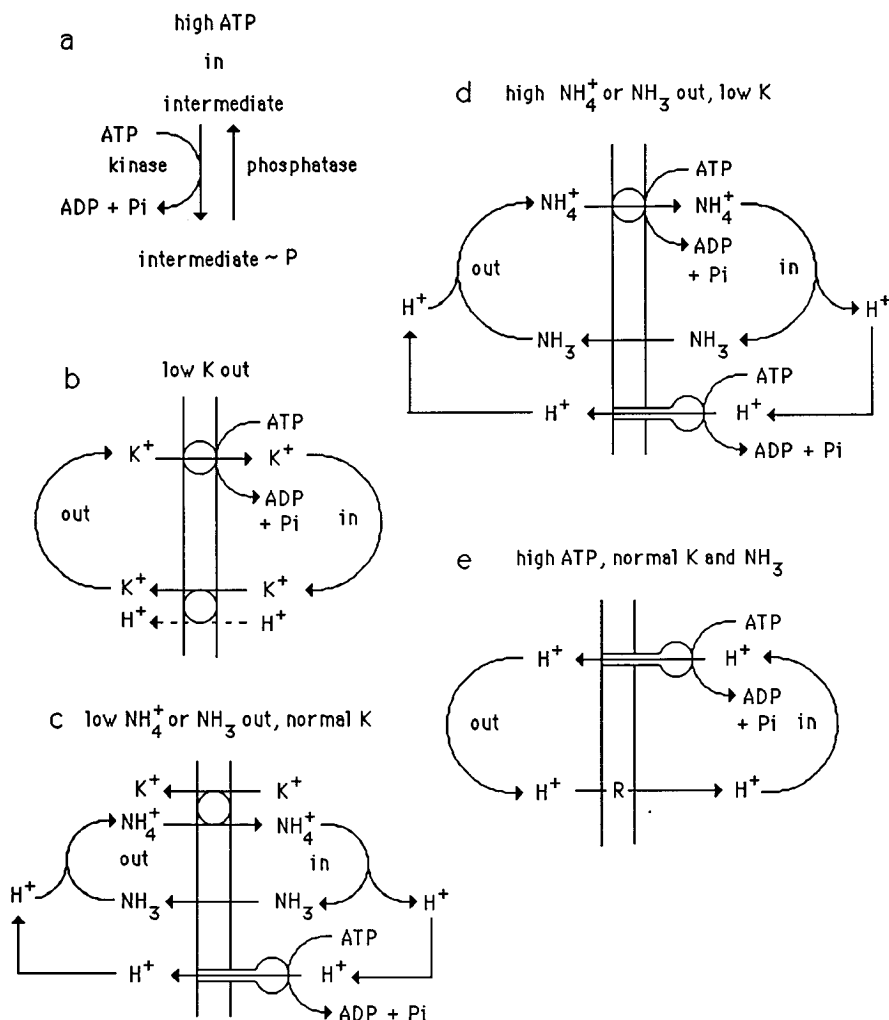 a
high ATP
in
intermediate
ATP
kinase
phosphatase
ADP + Pi
intermediate ~ P
b
low K out
ATP
K⁺ K⁺
ADP
+ Pi
out in
K⁺ K⁺
H⁺ H⁺
c low NH₄⁺ or NH₃ out, normal K
K⁺ K⁺
NH₄⁺ NH₄⁺
out in
H⁺ NH₃ NH₃ H⁺
ATP
H⁺ H⁺
ADP + Pi
d high NH₄⁺ or NH₃ out, low K
ATP
NH₄⁺ NH₄⁺
ADP
+ Pi
out in
H⁺ H⁺
NH₃ NH₃
ATP
H⁺ H⁺
ADP + Pi
e high ATP, normal K and NH₃
ATP
H⁺ H⁺
ADP
+ Pi
out in
H⁺ R H⁺